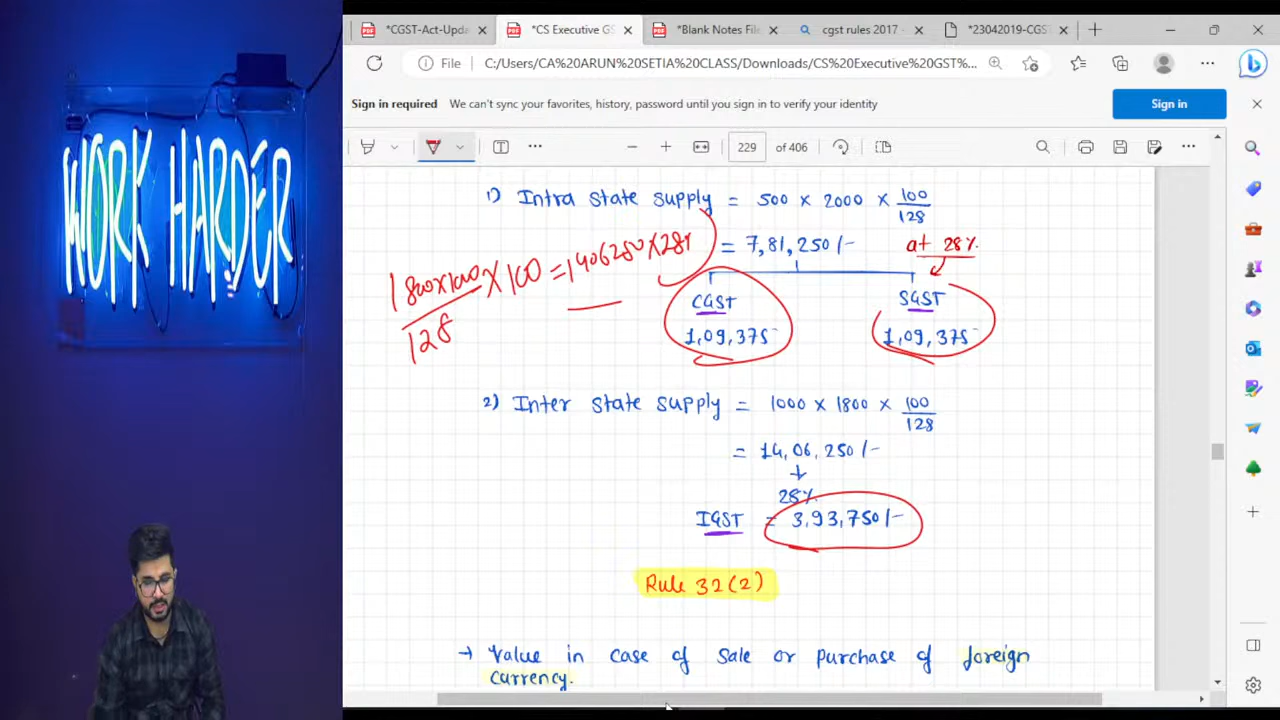 WORK HARDER
*CGST-Act-Upda
*CS Executive GS
*Blank Notes File
cgst rules 2017
*23042019-CGST
File
C:/Users/CA%20ARUN%20SETIA%20CLASS/Downloads/CS%20Executive%20GST%...
Sign in required
We can't sync your favorites, history, password until you sign in to verify your identity
Sign in
229 of 406
1) Intra state supply = 500 x 2000 x 100/128
= 7,81,250/-
at 28%.
1800x1000/128 x 100 = 1406250 x 28%
CGST
SGST
1,09,375
1,09,375
2) Inter state supply = 1000 x 1800 x 100/128
= 14,06,250/-
28%
IGST = 3,93,750/-
Rule 32(2)
→ Value in case of Sale or purchase of foreign
currency.